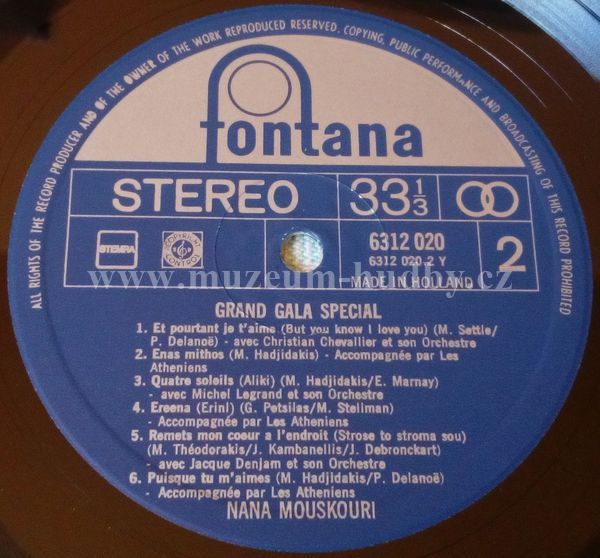 ALL RIGHTS OF THE RECORD PRODUCER AND OF THE OWNER OF THE WORK REPRODUCED RESERVED. COPYING, PUBLIC PERFORMANCE AND BROADCASTING OF THIS RECORD PROHIBITED
fontana
STEREO 33 1/3
STEMRA COPYRIGHT CONTROL 6312 020 2
6312 020.2 Y
MADE IN HOLLAND
www.muzeum-hudby.cz
GRAND GALA SPECIAL
1. Et pourtant je t'aime (But you know I love you) (M. Settle/
P. Delanoë) - avec Christian Chevallier et son Orchestre
2. Enas mithos (M. Hadjidakis) - Accompagnée par Les
Atheniens
3. Quatre soleils (Aliki) (M. Hadjidakis/E. Marnay)
- avec Michel Legrand et son Orchestre
4. Ereena (Erini) (G. Petsilas/M. Stellman)
- Accompagnée par Les Atheniens
5. Remets mon coeur a l'endroit (Strose to stroma sou)
(M. Théodorakis/J. Kambanellis/J. Debronckart)
- avec Jacque Denjam et son Orchestre
6. Puisque tu m'aimes (M. Hadjidakis/P. Delanoë)
- Accompagnée par Les Atheniens
NANA MOUSKOURI